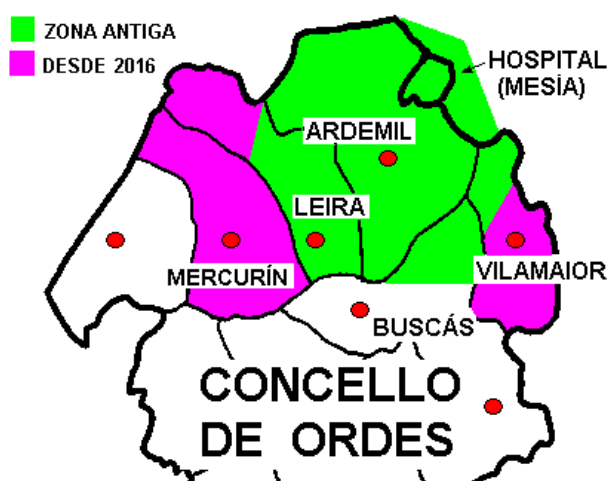 ZONA ANTIGA
DESDE 2016
HOSPITAL
(MESÍA)
ARDEMIL
LEIRA
MERCURÍN
VILAMAIOR
BUSCÁS
CONCELLO
DE ORDES